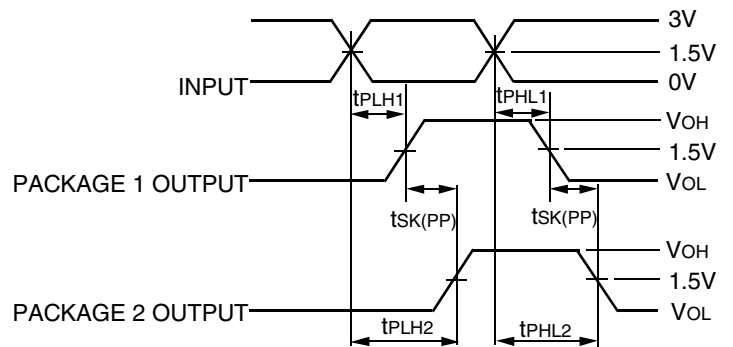 3V
1.5V
INPUT
0V
tPLH1
tPHL1
VOH
1.5V
PACKAGE 1 OUTPUT
VOL
tSK(PP)
tSK(PP)
VOH
1.5V
PACKAGE 2 OUTPUT
VOL
tPLH2
tPHL2